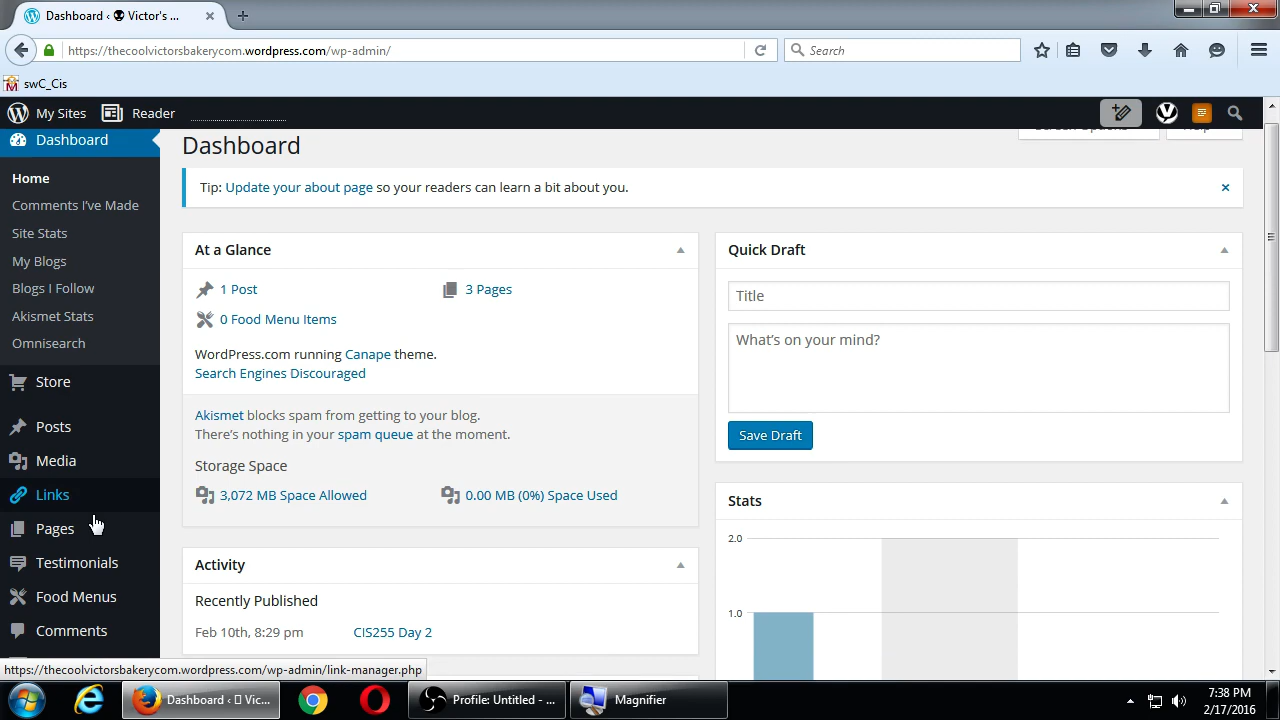 Dashboard ‹ Victor's ...
https://thecoolvictorsbakerycom.wordpress.com/wp-admin/
Search
swC_Cis
My Sites
Reader
Dashboard
Home
Comments I've Made
Site Stats
My Blogs
Blogs I Follow
Akismet Stats
Omnisearch
Store
Posts
Media
Links
Pages
Testimonials
Food Menus
Comments
Dashboard
Tip: Update your about page so your readers can learn a bit about you.
At a Glance
1 Post
3 Pages
0 Food Menu Items
WordPress.com running Canape theme.
Search Engines Discouraged
Akismet blocks spam from getting to your blog.
There's nothing in your spam queue at the moment.
Storage Space
3,072 MB Space Allowed
0.00 MB (0%) Space Used
Activity
Recently Published
Feb 10th, 8:29 pm
CIS255 Day 2
Quick Draft
Title
What's on your mind?
Save Draft
Stats
2.0
1.0
https://thecoolvictorsbakerycom.wordpress.com/wp-admin/link-manager.php
Dashboard ‹ Vic...
Profile: Untitled - ...
Magnifier
7:38 PM
2/17/2016